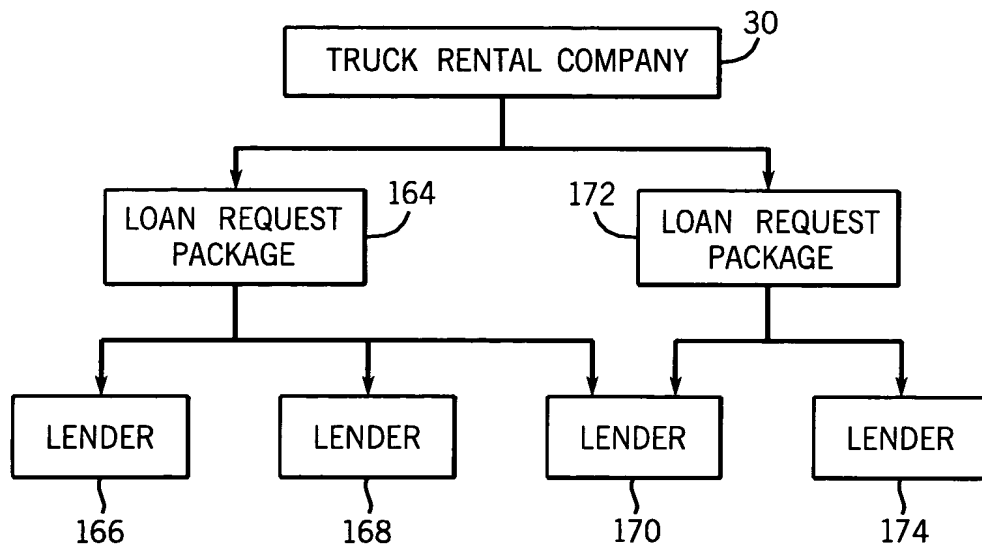 30
TRUCK RENTAL COMPANY
164
172
LOAN REQUEST
PACKAGE
LOAN REQUEST
PACKAGE
LENDER
LENDER
LENDER
LENDER
166
168
170
174